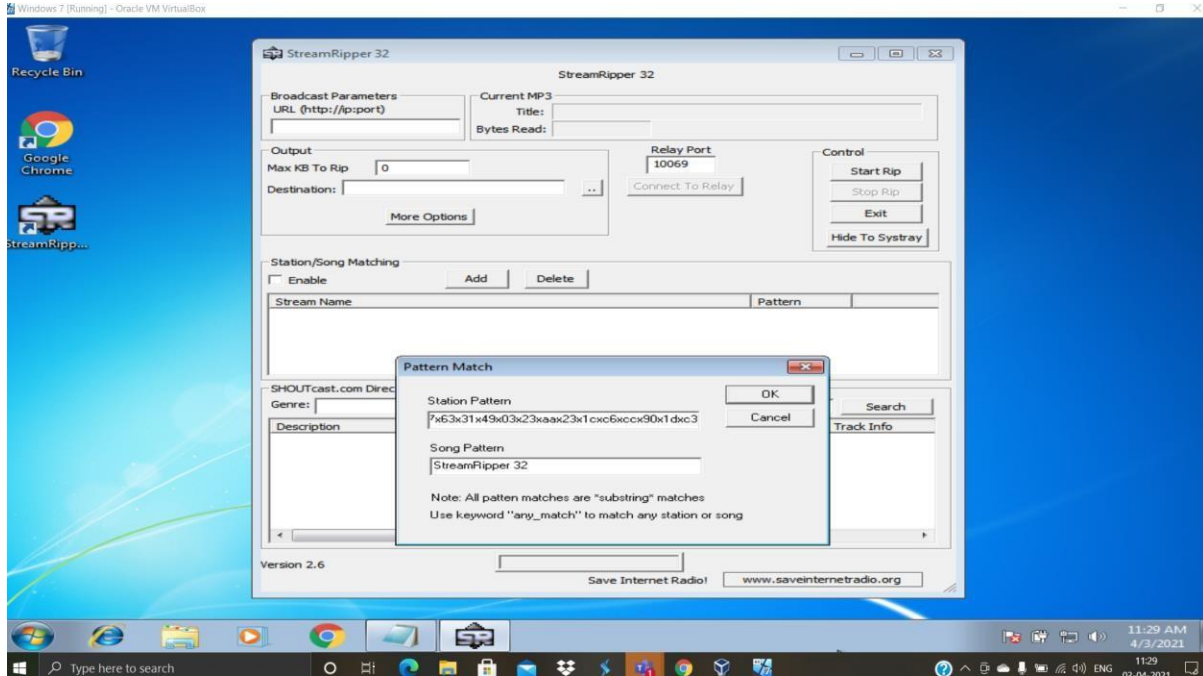 Windows 7 [Running] - Oracle VM VirtualBox
Recycle Bin
Google
Chrome
StreamRipp...
StreamRipper 32
StreamRipper 32
Broadcast Parameters
URL (http://ip:port)
Current MP3
Title:
Bytes Read:
Output
Max KB To Rip 0
Destination:
..
More Options
Relay Port
10069
Connect To Relay
Control
Start Rip
Stop Rip
Exit
Hide To Systray
Station/Song Matching
Enable
Add
Delete
Stream Name
Pattern
SHOUTcast.com Direc
Genre:
Search
Description
Track Info
Pattern Match
Station Pattern
7x63x31x49x03x23xaax23x1cxc6xccx90x1dxc3
OK
Cancel
Song Pattern
StreamRipper 32
Note: All patten matches are "substring" matches
Use keyword "any_match" to match any station or song
Version 2.6
Save Internet Radio!
www.saveinternetradio.org
11:29 AM
4/3/2021
Type here to search
ENG
11:29
03-04-2021